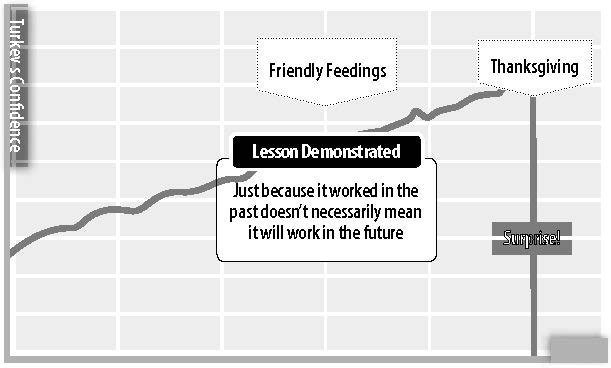 Turkey's Confidence
Friendly Feedings
Thanksgiving
Lesson Demonstrated
Just because it worked in the
past doesn't necessarily mean
it will work in the future
Surprise!